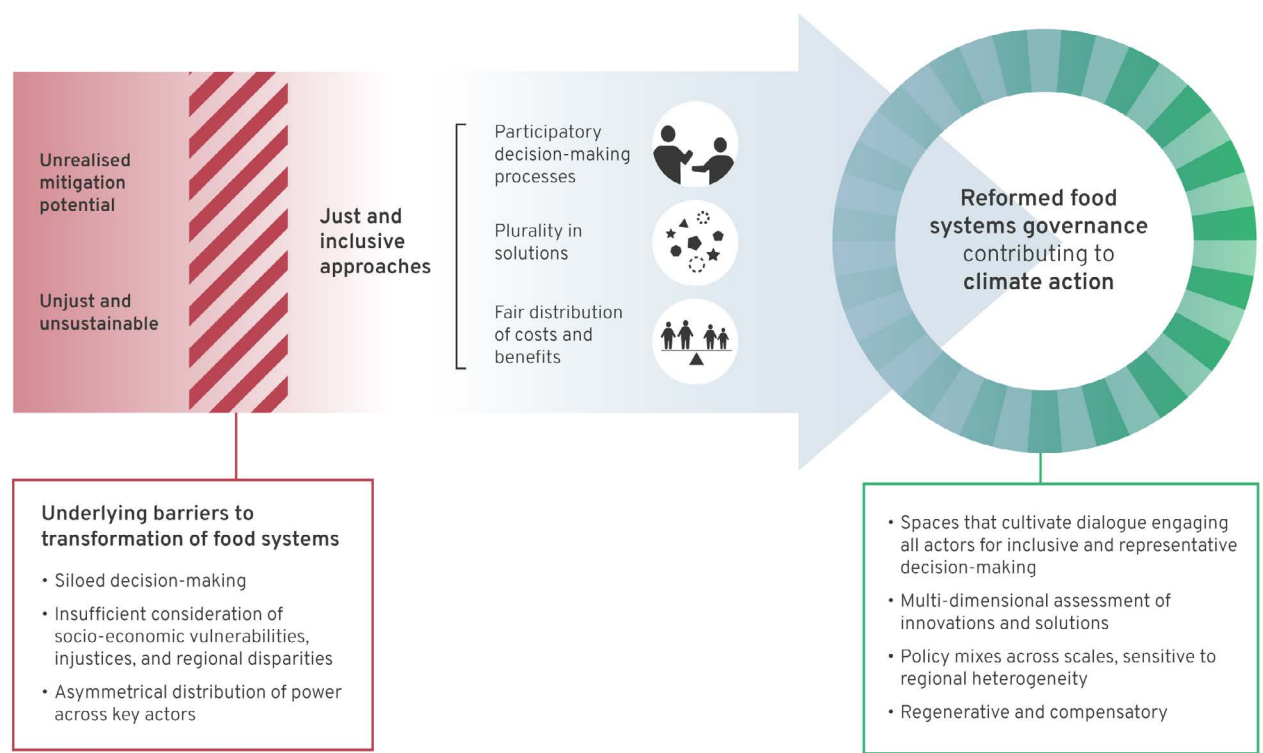 Unrealised
mitigation
potential
Unjust and
unsustainable
Just and
inclusive
approaches
Participatory
decision-making
processes
Plurality in
solutions
Fair distribution
of costs and
benefits
Reformed food
systems governance
contributing to
climate action
Underlying barriers to
transformation of food systems
• Siloed decision-making
• Insufficient consideration of
socio-economic vulnerabilities,
injustices, and regional disparities
• Asymmetrical distribution of power
across key actors
• Spaces that cultivate dialogue engaging
all actors for inclusive and representative
decision-making
• Multi-dimensional assessment of
innovations and solutions
• Policy mixes across scales, sensitive to
regional heterogeneity
• Regenerative and compensatory